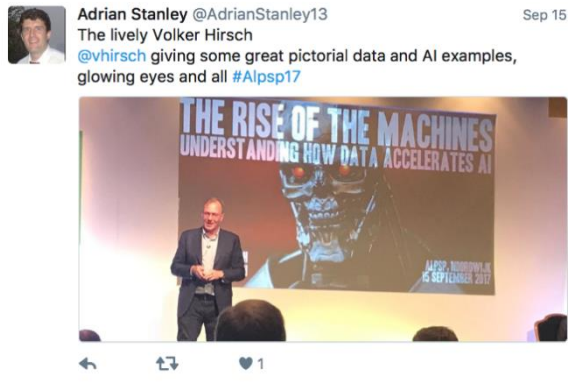 Adrian Stanley @AdrianStanley13 Sep 15
The lively Volker Hirsch
@vhirsch giving some great pictorial data and AI examples,
glowing eyes and all #Alpsp17
THE RISE OF THE MACHINES
UNDERSTANDING HOW DATA ACCELERATES AI
ALPSP, NOORDWIJK
15 SEPTEMBER 2017
1